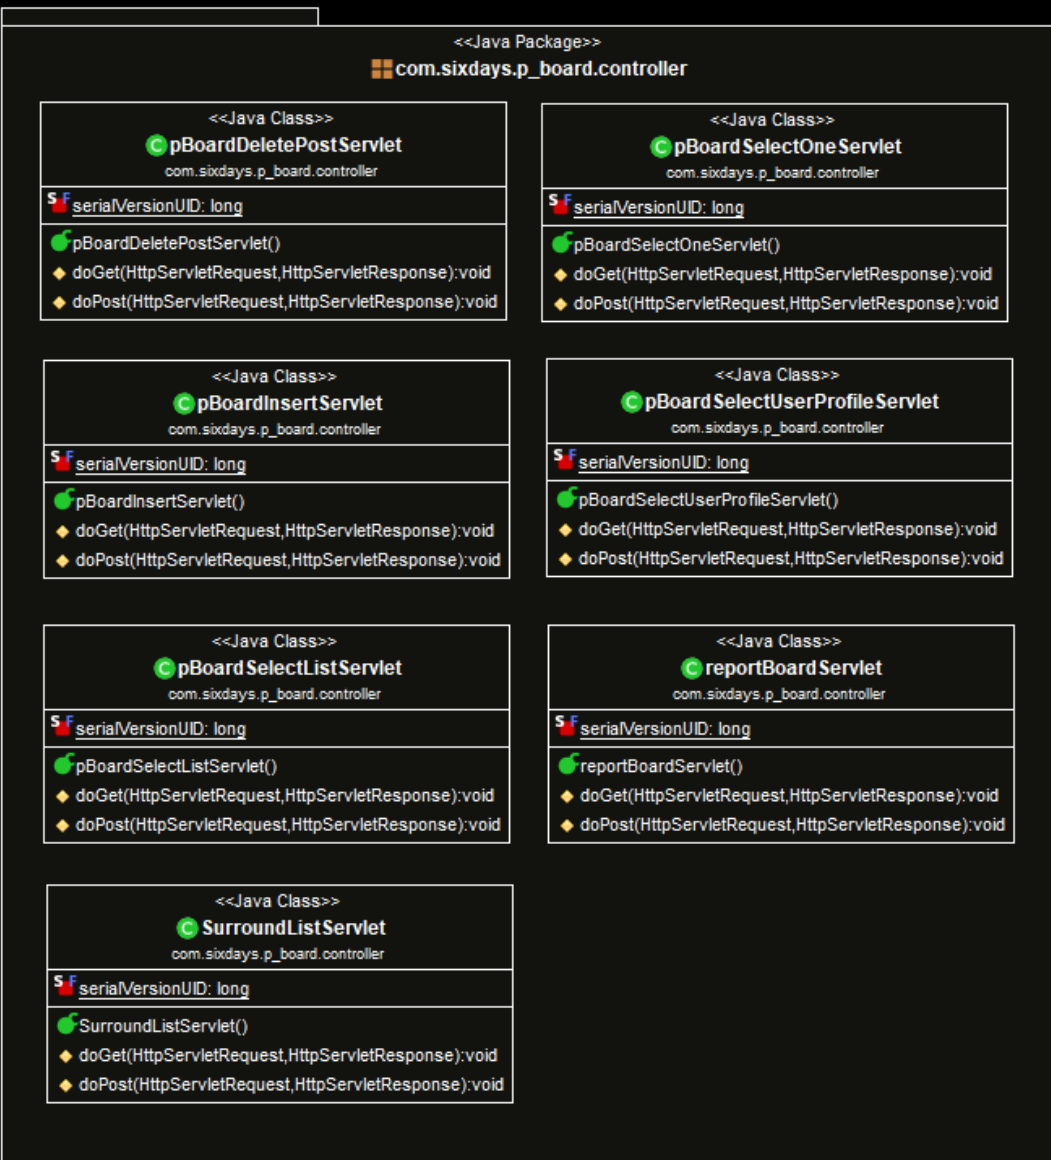 <<Java Package>>
com.sixdays.p_board.controller
<<Java Class>>
pBoardDeletePostServlet
com.sixdays.p_board.controller
serialVersionUID: long
pBoardDeletePostServlet()
doGet(HttpServletRequest,HttpServletResponse):void
doPost(HttpServletRequest,HttpServletResponse):void
<<Java Class>>
pBoardSelectOneServlet
com.sixdays.p_board.controller
serialVersionUID: long
pBoardSelectOneServlet()
doGet(HttpServletRequest,HttpServletResponse):void
doPost(HttpServletRequest,HttpServletResponse):void
<<Java Class>>
pBoardInsertServlet
com.sixdays.p_board.controller
serialVersionUID: long
pBoardInsertServlet()
doGet(HttpServletRequest,HttpServletResponse):void
doPost(HttpServletRequest,HttpServletResponse):void
<<Java Class>>
pBoardSelectUserProfileServlet
com.sixdays.p_board.controller
serialVersionUID: long
pBoardSelectUserProfileServlet()
doGet(HttpServletRequest,HttpServletResponse):void
doPost(HttpServletRequest,HttpServletResponse):void
<<Java Class>>
pBoardSelectListServlet
com.sixdays.p_board.controller
serialVersionUID: long
pBoardSelectListServlet()
doGet(HttpServletRequest,HttpServletResponse):void
doPost(HttpServletRequest,HttpServletResponse):void
<<Java Class>>
reportBoardServlet
com.sixdays.p_board.controller
serialVersionUID: long
reportBoardServlet()
doGet(HttpServletRequest,HttpServletResponse):void
doPost(HttpServletRequest,HttpServletResponse):void
<<Java Class>>
SurroundListServlet
com.sixdays.p_board.controller
serialVersionUID: long
SurroundListServlet()
doGet(HttpServletRequest,HttpServletResponse):void
doPost(HttpServletRequest,HttpServletResponse):void